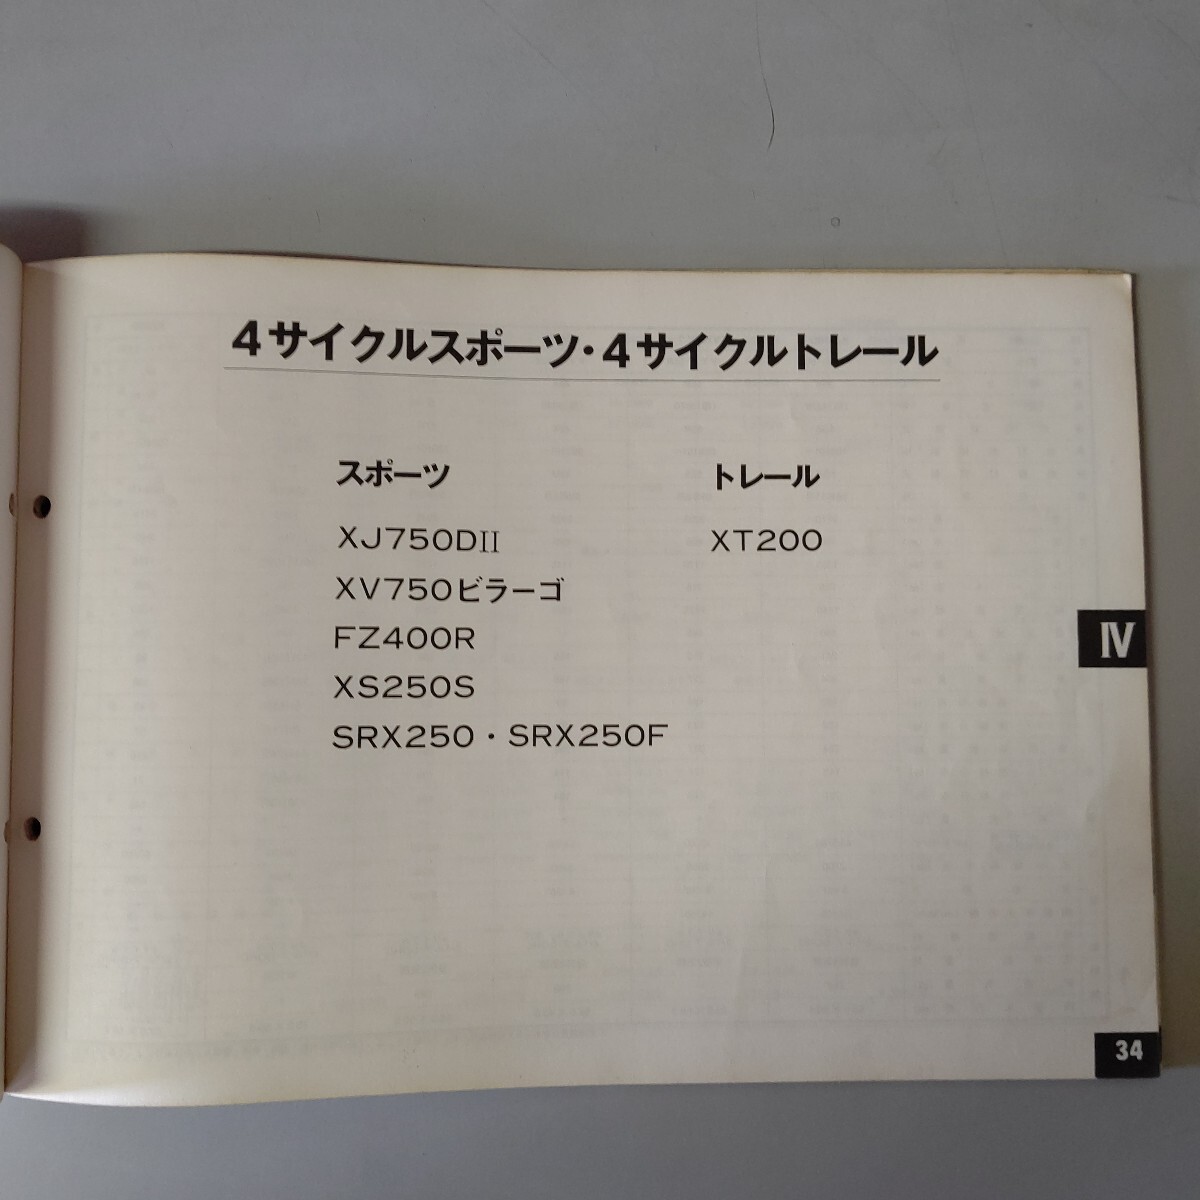 4サイクルスポーツ・4サイクルトレール
スポーツ
XJ750DII
XV750ビラーゴ
FZ400R
XS250S
SRX250・SRX250F
トレール
XT200
IV
34